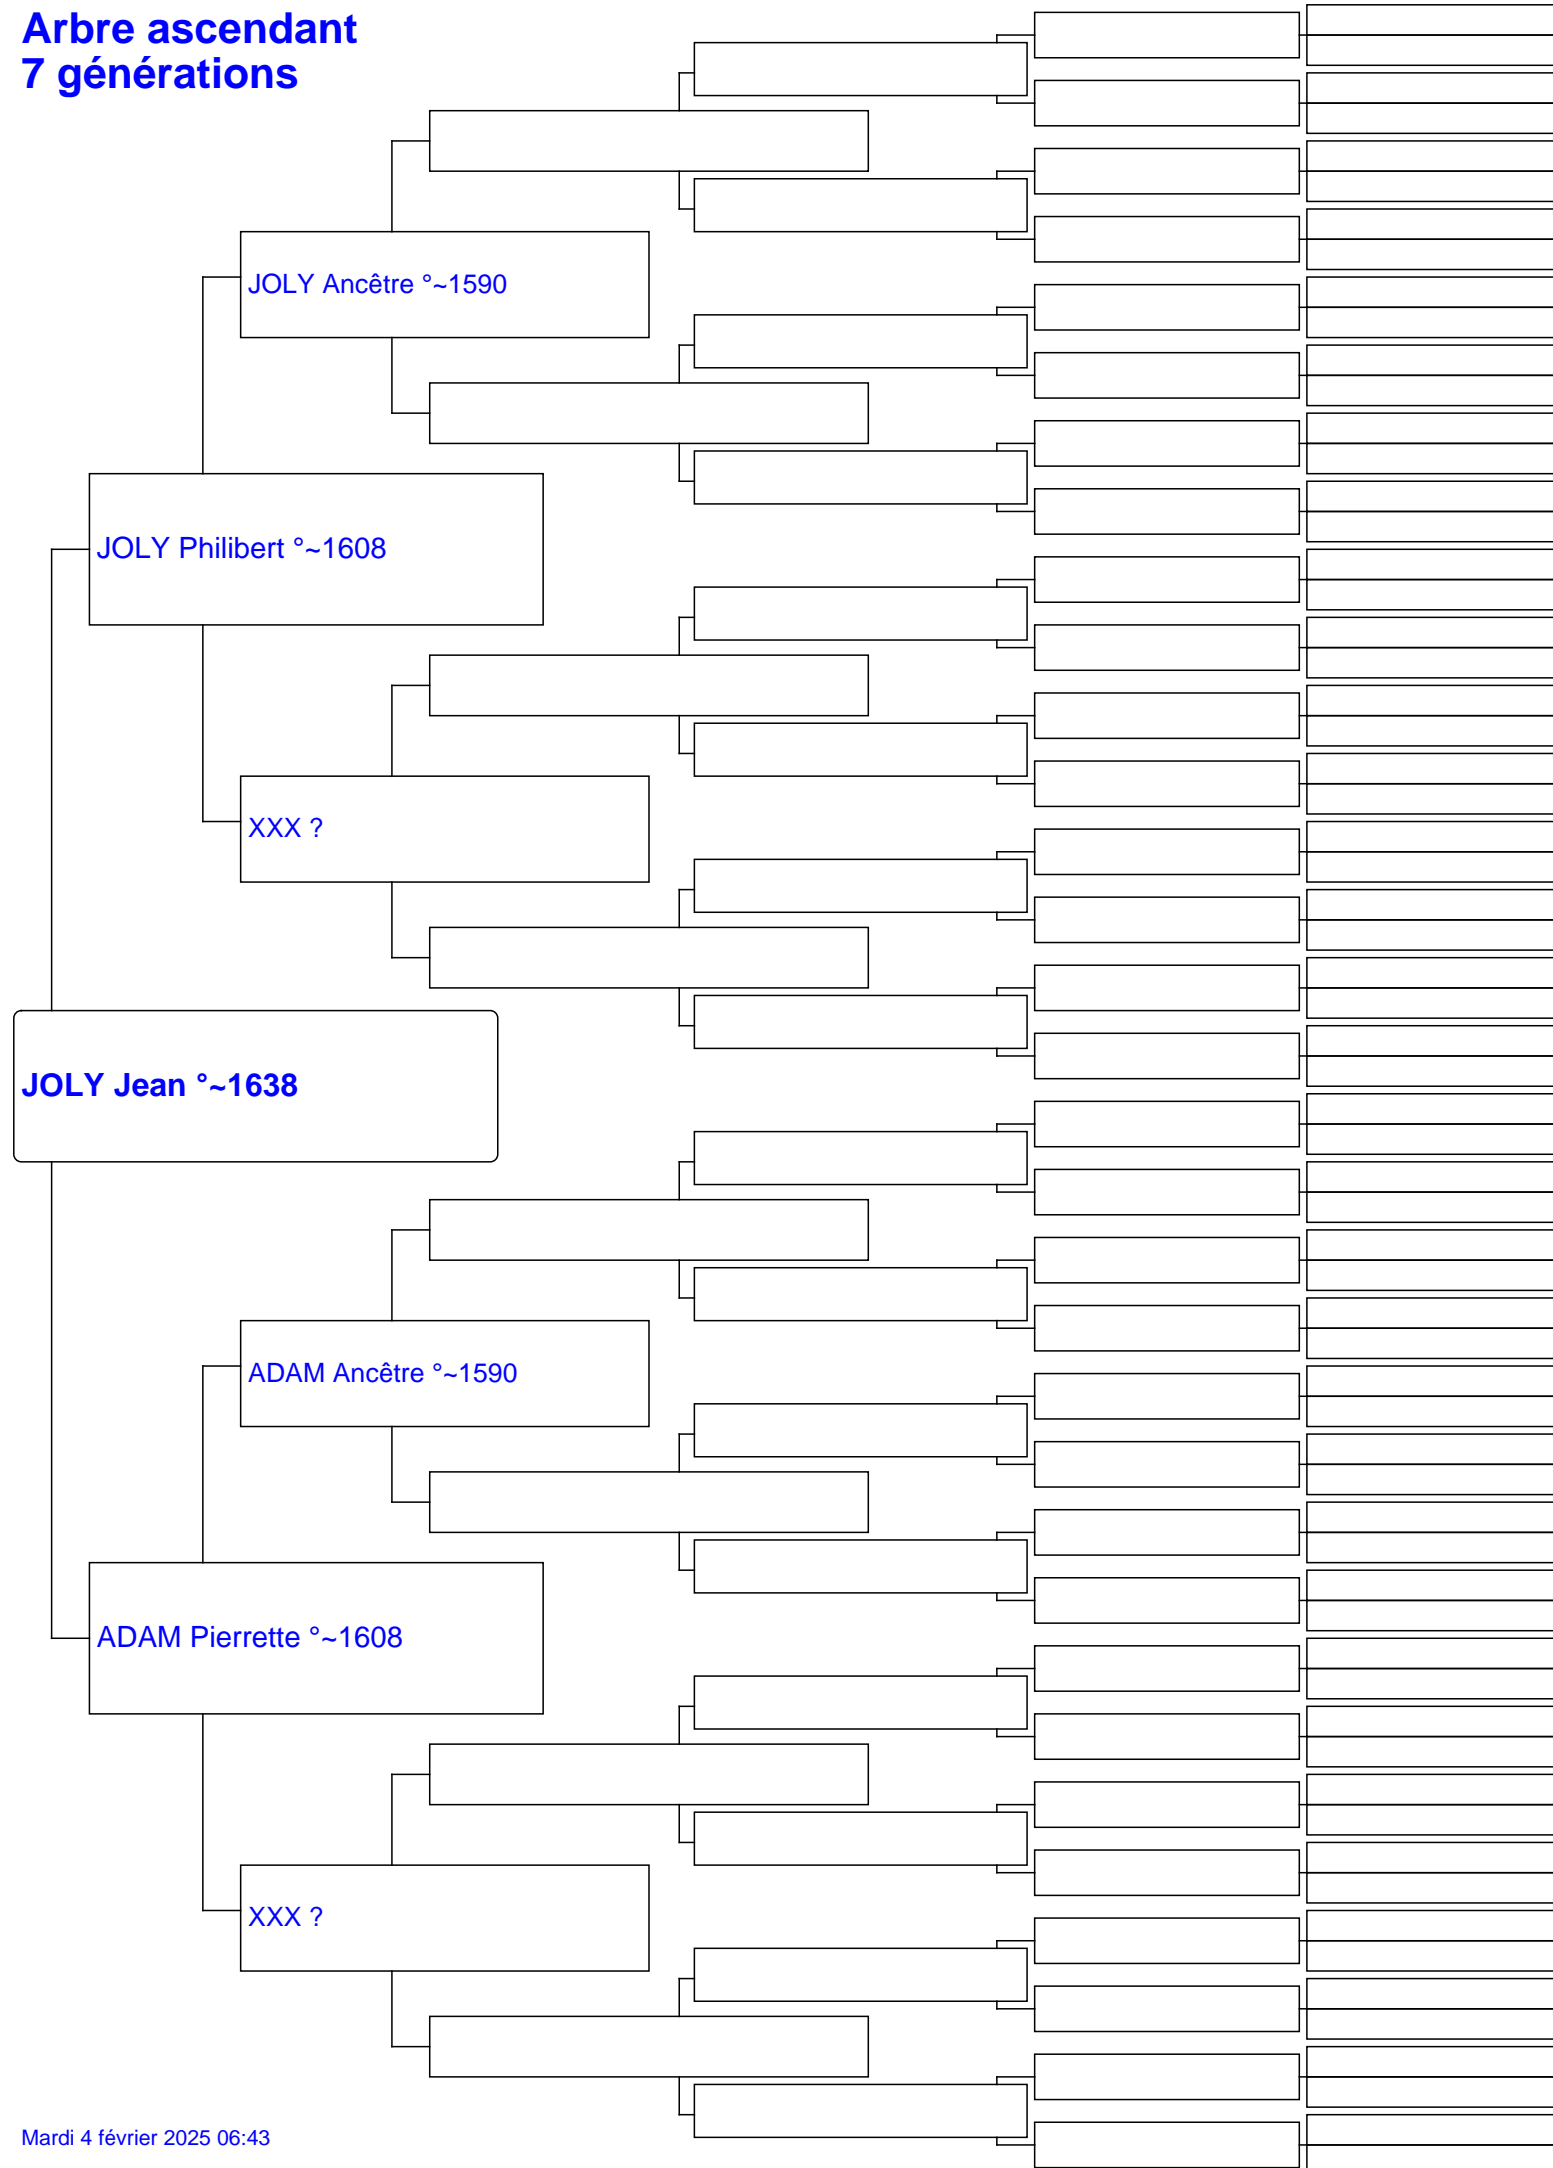 Arbre ascendant
7 générations
JOLY Ancêtre °~1590
JOLY Philibert °~1608
XXX ?
JOLY Jean °~1638
ADAM Ancêtre °~1590
ADAM Pierrette °~1608
XXX ?
Mardi 4 février 2025 06:43